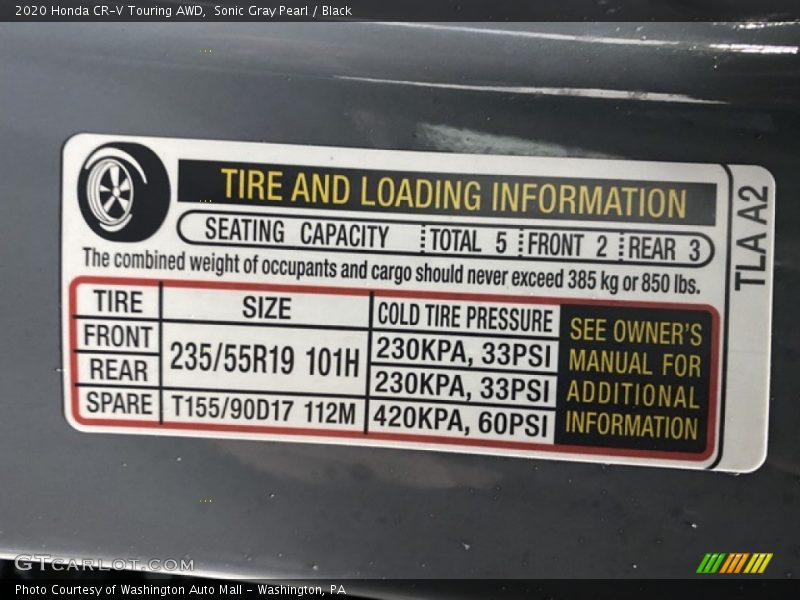 2020 Honda CR-V Touring AWD, Sonic Gray Pearl / Black
TIRE AND LOADING INFORMATION
SEATING CAPACITY TOTAL 5 FRONT 2 REAR 3
The combined weight of occupants and cargo should never exceed 385 kg or 850 lbs.
TIRE SIZE COLD TIRE PRESSURE
FRONT 235/55R19 101H 230KPA, 33PSI
REAR 230KPA, 33PSI
SPARE T155/90D17 112M 420KPA, 60PSI
SEE OWNER'S
MANUAL FOR
ADDITIONAL
INFORMATION
TLA A2
GTCARLOT.COM
Photo Courtesy of Washington Auto Mall - Washington, PA